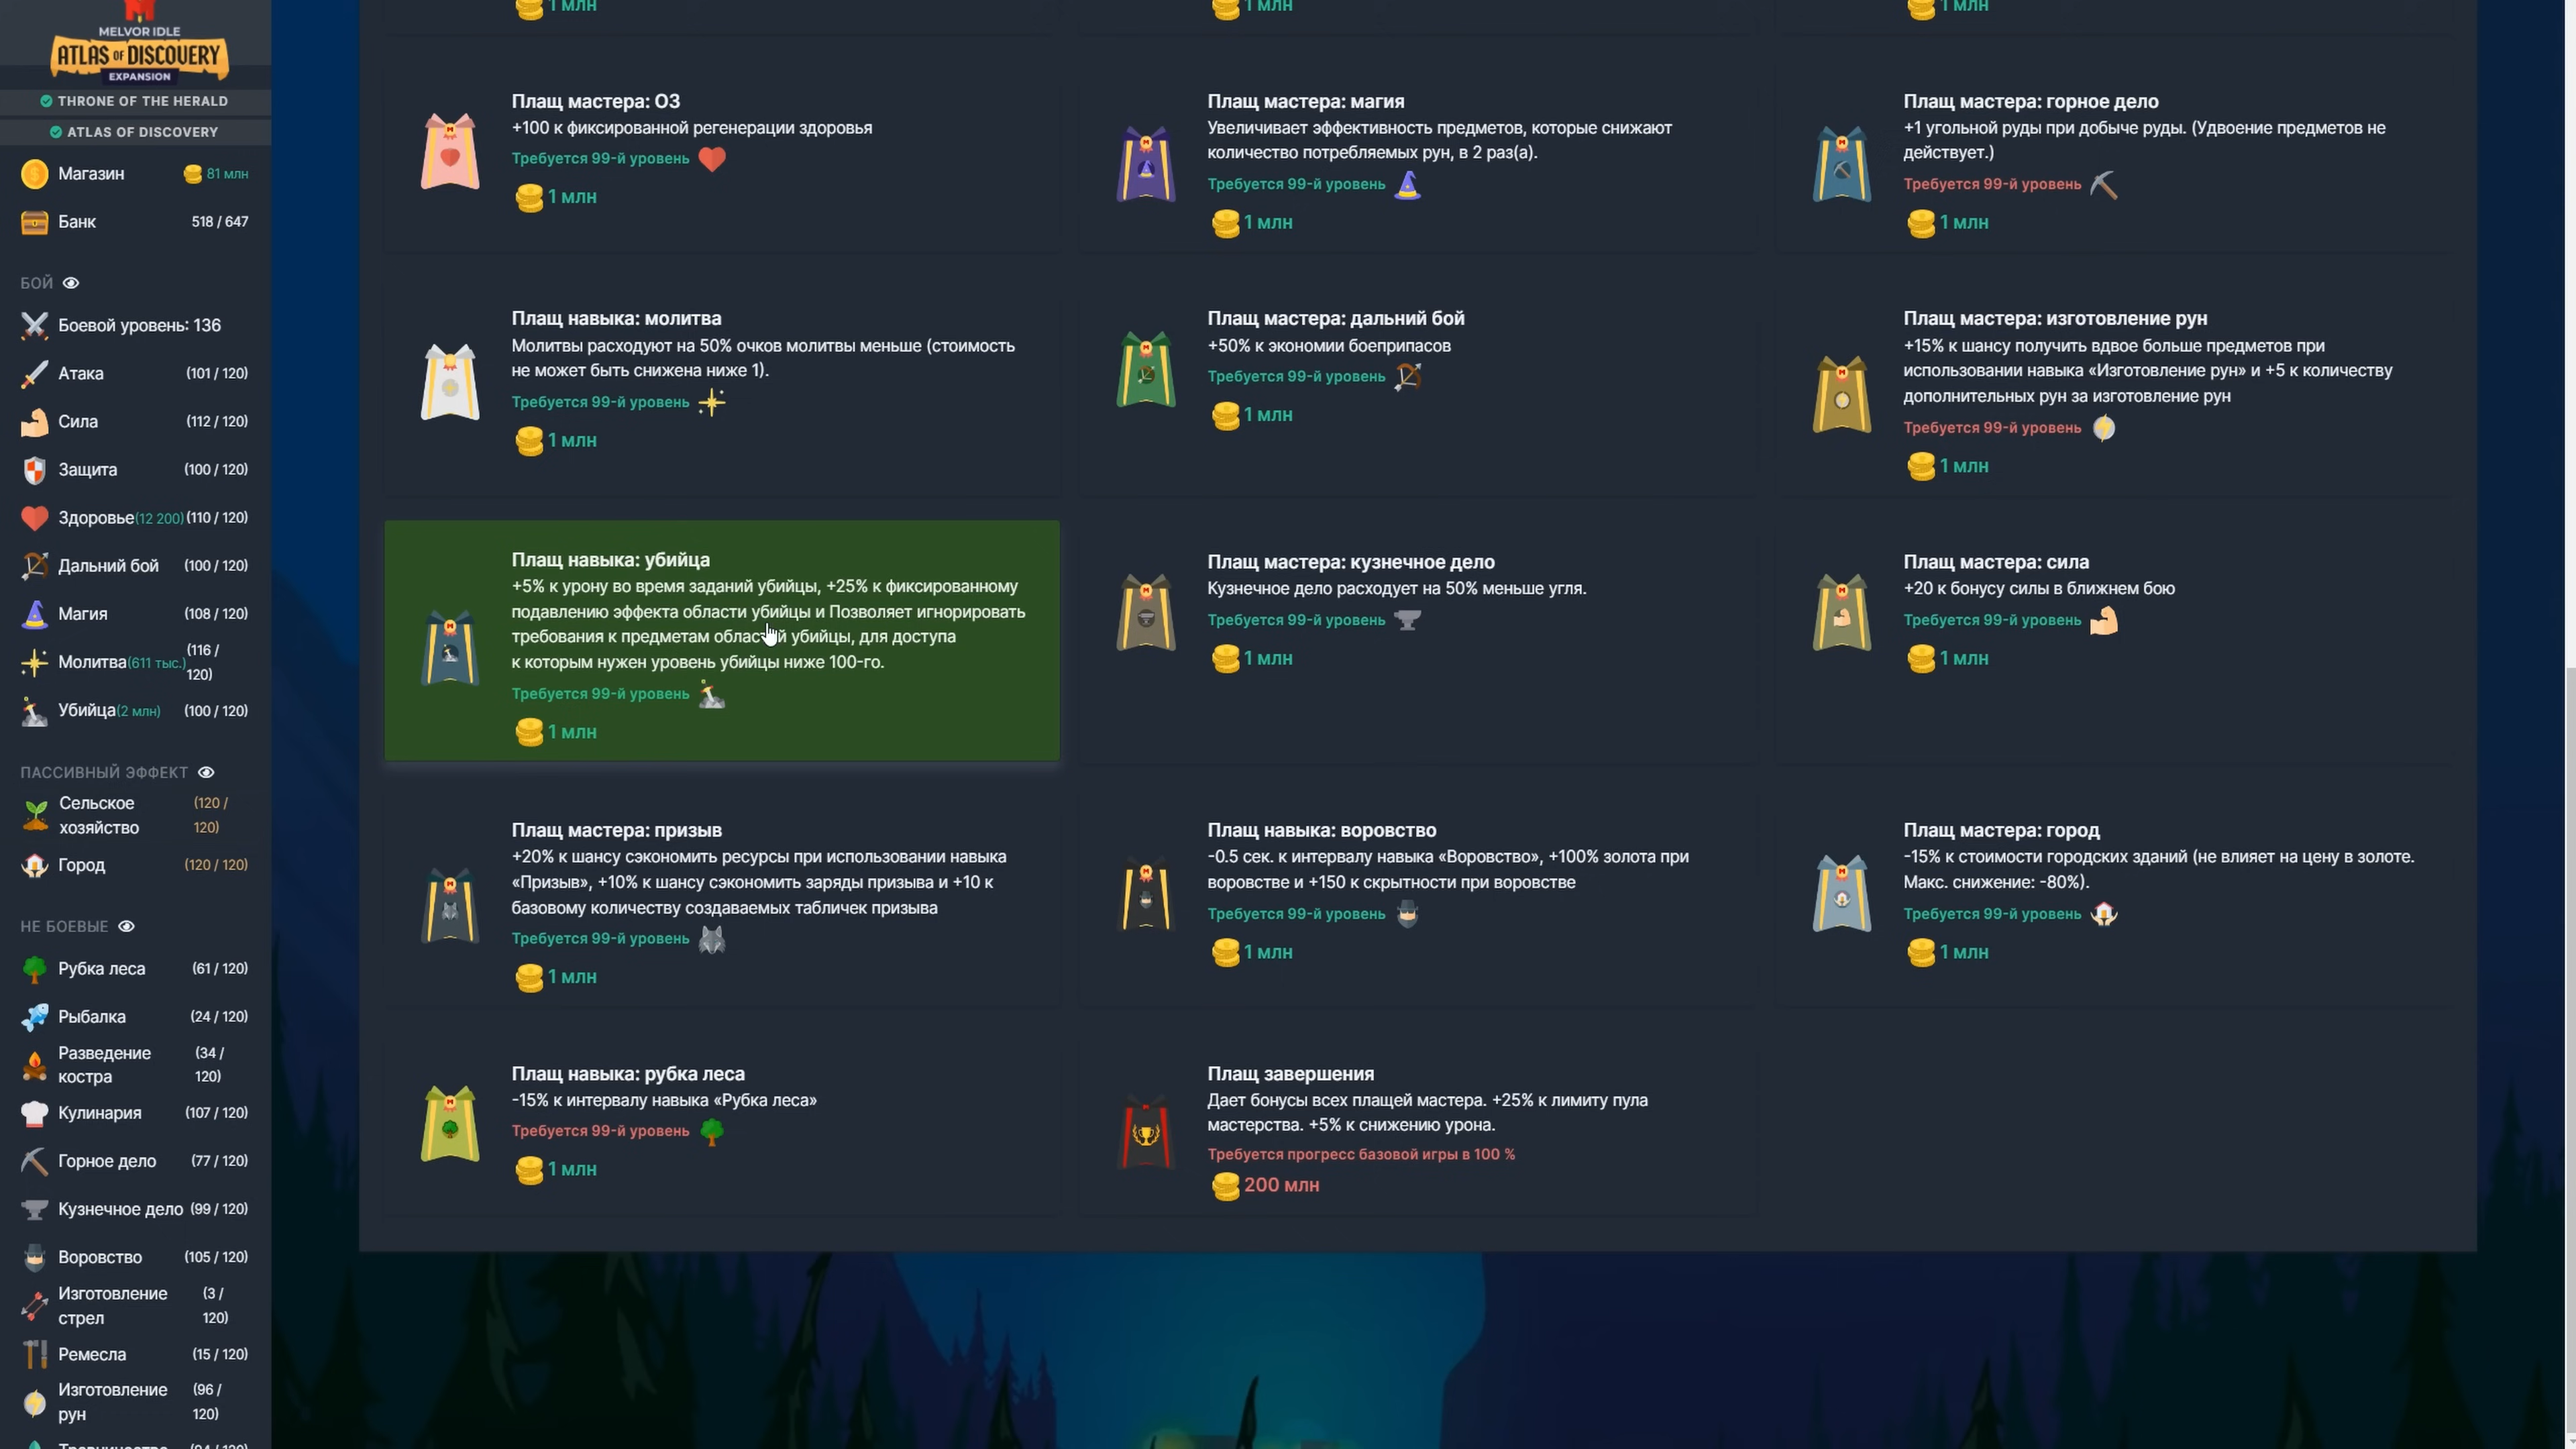 MELVOR IDLE
ATLAS OF DISCOVERY
EXPANSION
THRONE OF THE HERALD
ATLAS OF DISCOVERY
Магазин 81 млн
Банк 518 / 647
БОЙ
Боевой уровень: 136
Атака (101 / 120)
Сила (112 / 120)
Защита (100 / 120)
Здоровье(12 200) (110 / 120)
Дальний бой (100 / 120)
Магия (108 / 120)
Молитва(611 тыс.) (116 /
120)
Убийца(2 млн) (100 / 120)
ПАССИВНЫЙ ЭФФЕКТ
Сельское (120 /
хозяйство 120)
Город (120 / 120)
НЕ БОЕВЫЕ
Рубка леса (61 / 120)
Рыбалка (24 / 120)
Разведение (34 /
костра 120)
Кулинария (107 / 120)
Горное дело (77 / 120)
Кузнечное дело (99 / 120)
Воровство (105 / 120)
Изготовление (3 /
стрел 120)
Ремесла (15 / 120)
Изготовление (96 /
рун 120)
1 млн
1 млн
1 млн
Плащ мастера: ОЗ
+100 к фиксированной регенерации здоровья
Требуется 99-й уровень
1 млн
Плащ мастера: магия
Увеличивает эффективность предметов, которые снижают
количество потребляемых рун, в 2 раз(а).
Требуется 99-й уровень
1 млн
Плащ мастера: горное дело
+1 угольной руды при добыче руды. (Удвоение предметов не
действует.)
Требуется 99-й уровень
1 млн
Плащ навыка: молитва
Молитвы расходуют на 50% очков молитвы меньше (стоимость
не может быть снижена ниже 1).
Требуется 99-й уровень
1 млн
Плащ мастера: дальний бой
+50% к экономии боеприпасов
Требуется 99-й уровень
1 млн
Плащ мастера: изготовление рун
+15% к шансу получить вдвое больше предметов при
использовании навыка «Изготовление рун» и +5 к количеству
дополнительных рун за изготовление рун
Требуется 99-й уровень
1 млн
Плащ навыка: убийца
+5% к урону во время заданий убийцы, +25% к фиксированному
подавлению эффекта области убийцы и Позволяет игнорировать
требования к предметам областей убийцы, для доступа
к которым нужен уровень убийцы ниже 100-го.
Требуется 99-й уровень
1 млн
Плащ мастера: кузнечное дело
Кузнечное дело расходует на 50% меньше угля.
Требуется 99-й уровень
1 млн
Плащ мастера: сила
+20 к бонусу силы в ближнем бою
Требуется 99-й уровень
1 млн
Плащ мастера: призыв
+20% к шансу сэкономить ресурсы при использовании навыка
«Призыв», +10% к шансу сэкономить заряды призыва и +10 к
базовому количеству создаваемых табличек призыва
Требуется 99-й уровень
1 млн
Плащ навыка: воровство
-0.5 сек. к интервалу навыка «Воровство», +100% золота при
воровстве и +150 к скрытности при воровстве
Требуется 99-й уровень
1 млн
Плащ мастера: город
-15% к стоимости городских зданий (не влияет на цену в золоте.
Макс. снижение: -80%).
Требуется 99-й уровень
1 млн
Плащ навыка: рубка леса
-15% к интервалу навыка «Рубка леса»
Требуется 99-й уровень
1 млн
Плащ завершения
Дает бонусы всех плащей мастера. +25% к лимиту пула
мастерства. +5% к снижению урона.
Требуется прогресс базовой игры в 100 %
200 млн